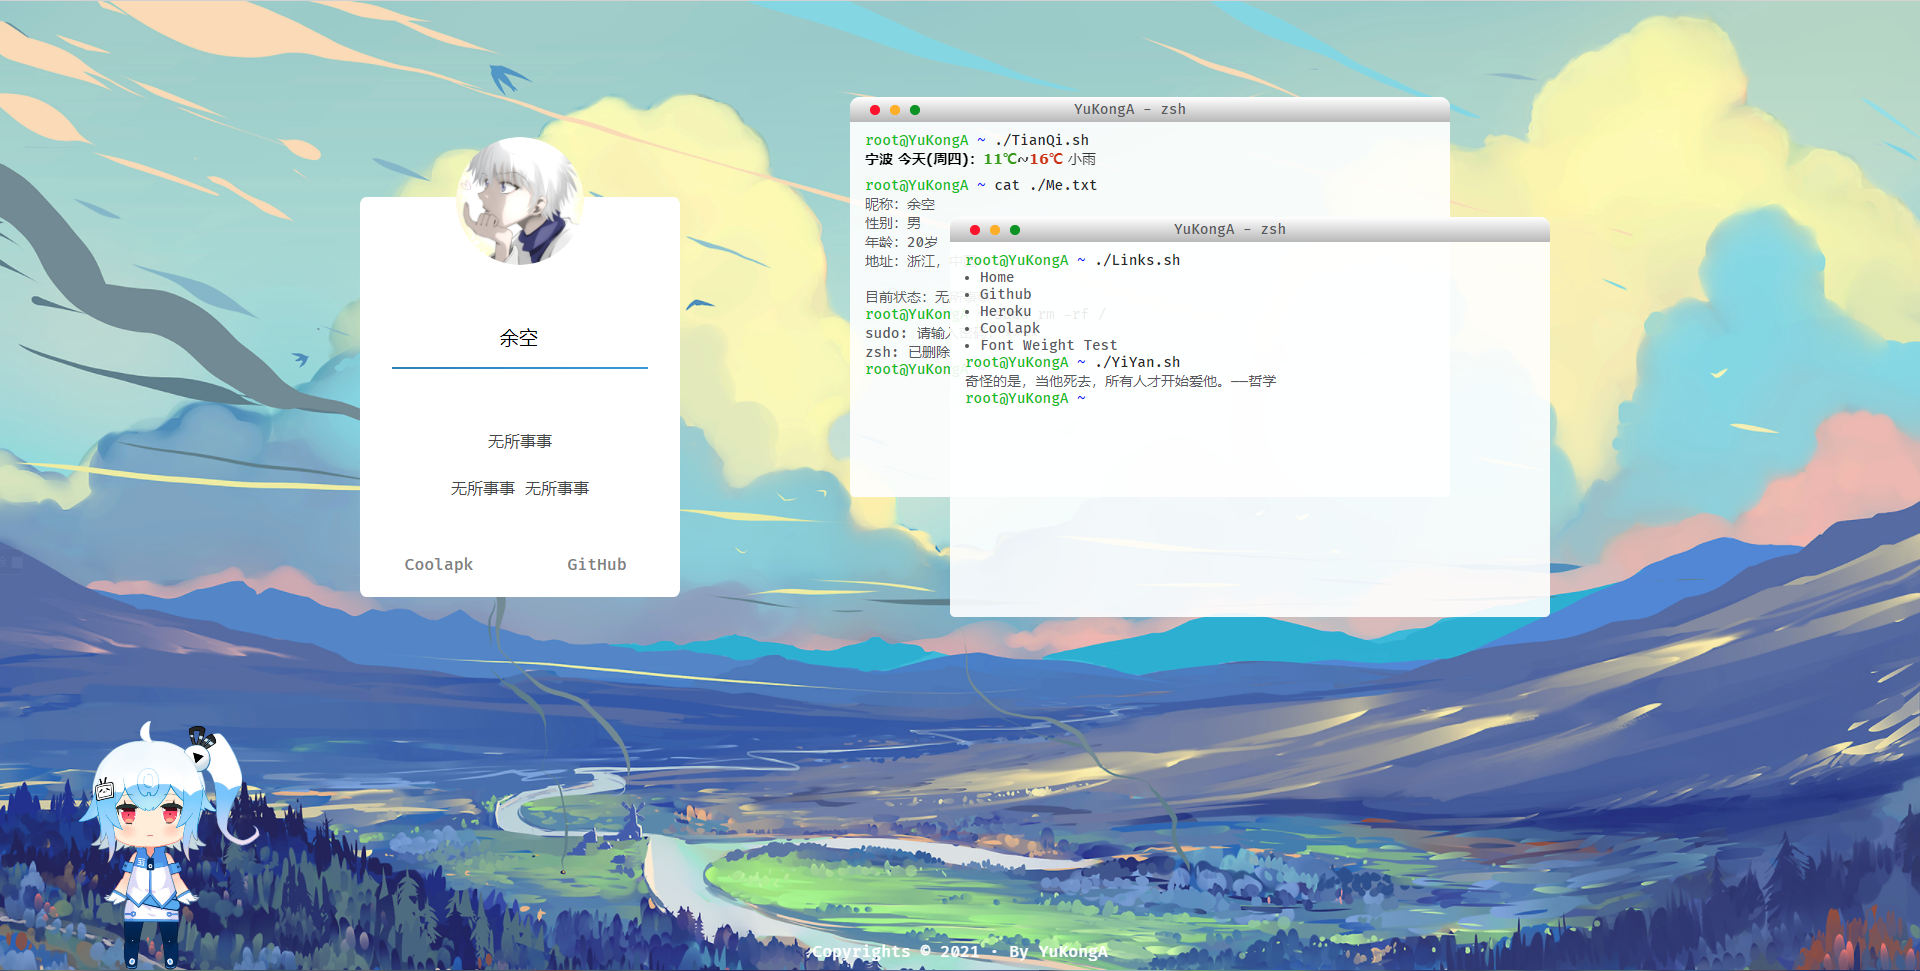 余空
无所事事
无所事事 无所事事
Coolapk GitHub
YuKongA - zsh
root@YuKongA ~ ./TianQi.sh
宁波 今天(周四): 11℃~16℃ 小雨
root@YuKongA ~ cat ./Me.txt
昵称: 余空
性别: 男
年龄: 20岁
地址: 浙江,
目前状态: 无
root@YuKong rm -rf /
sudo: 请输入
zsh: 已删除
root@YuKong
YuKongA - zsh
root@YuKongA ~ ./Links.sh
• Home
• Github
• Heroku
• Coolapk
• Font Weight Test
root@YuKongA ~ ./YiYan.sh
奇怪的是, 当他死去, 所有人才开始爱他。——哲学
root@YuKongA ~
Copyrights © 2021 · By YuKongA